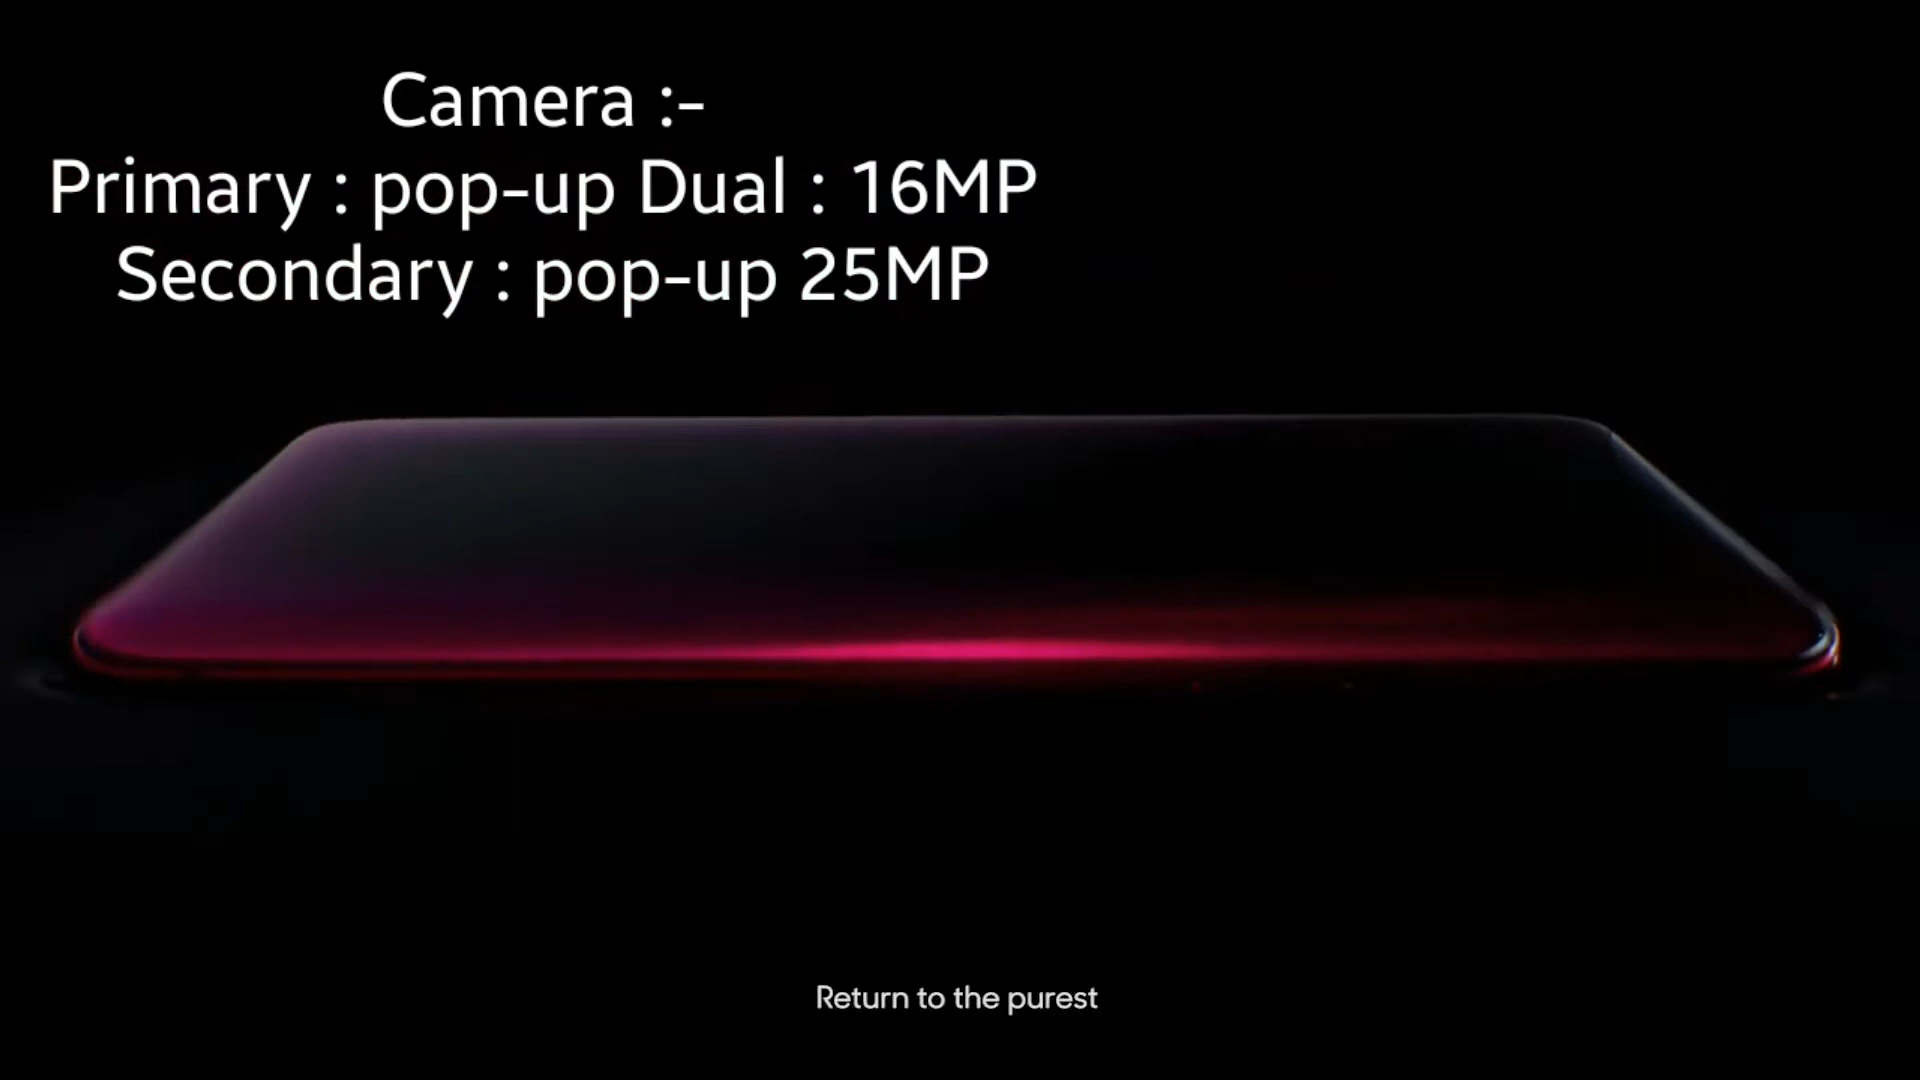 Camera :-
Primary : pop-up Dual : 16MP
Secondary : pop-up 25MP
Return to the purest